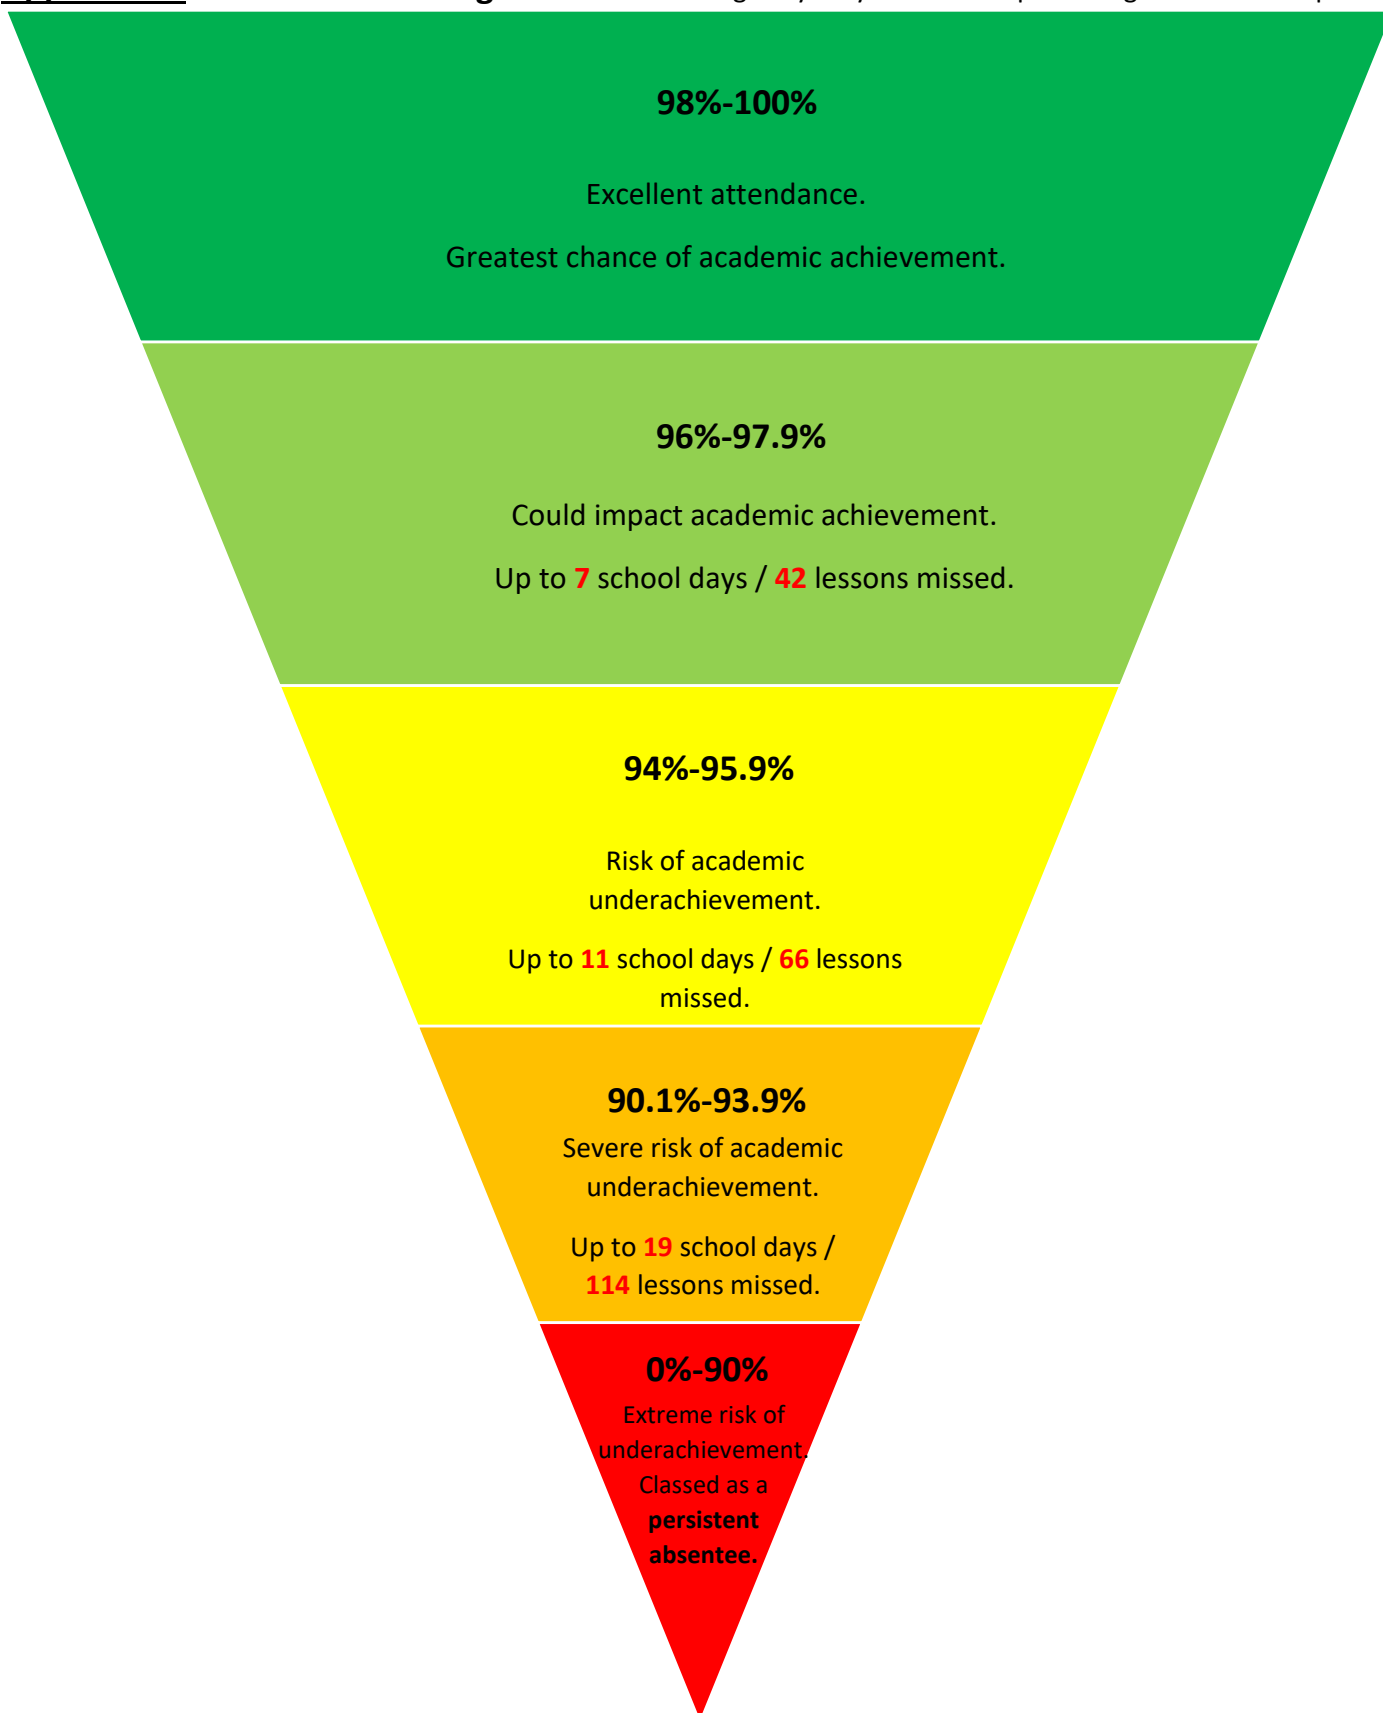 98%-100%
Excellent attendance.
Greatest chance of academic achievement.
96%-97.9%
Could impact academic achievement.
Up to 7 school days / 42 lessons missed.
94%-95.9%
Risk of academic
underachievement.
Up to 11 school days / 66 lessons
missed.
90.1%-93.9%
Severe risk of academic
underachievement.
Up to 19 school days /
114 lessons missed.
0%-90%
Extreme risk of
underachievement.
Classed as a
persistent
absentee.